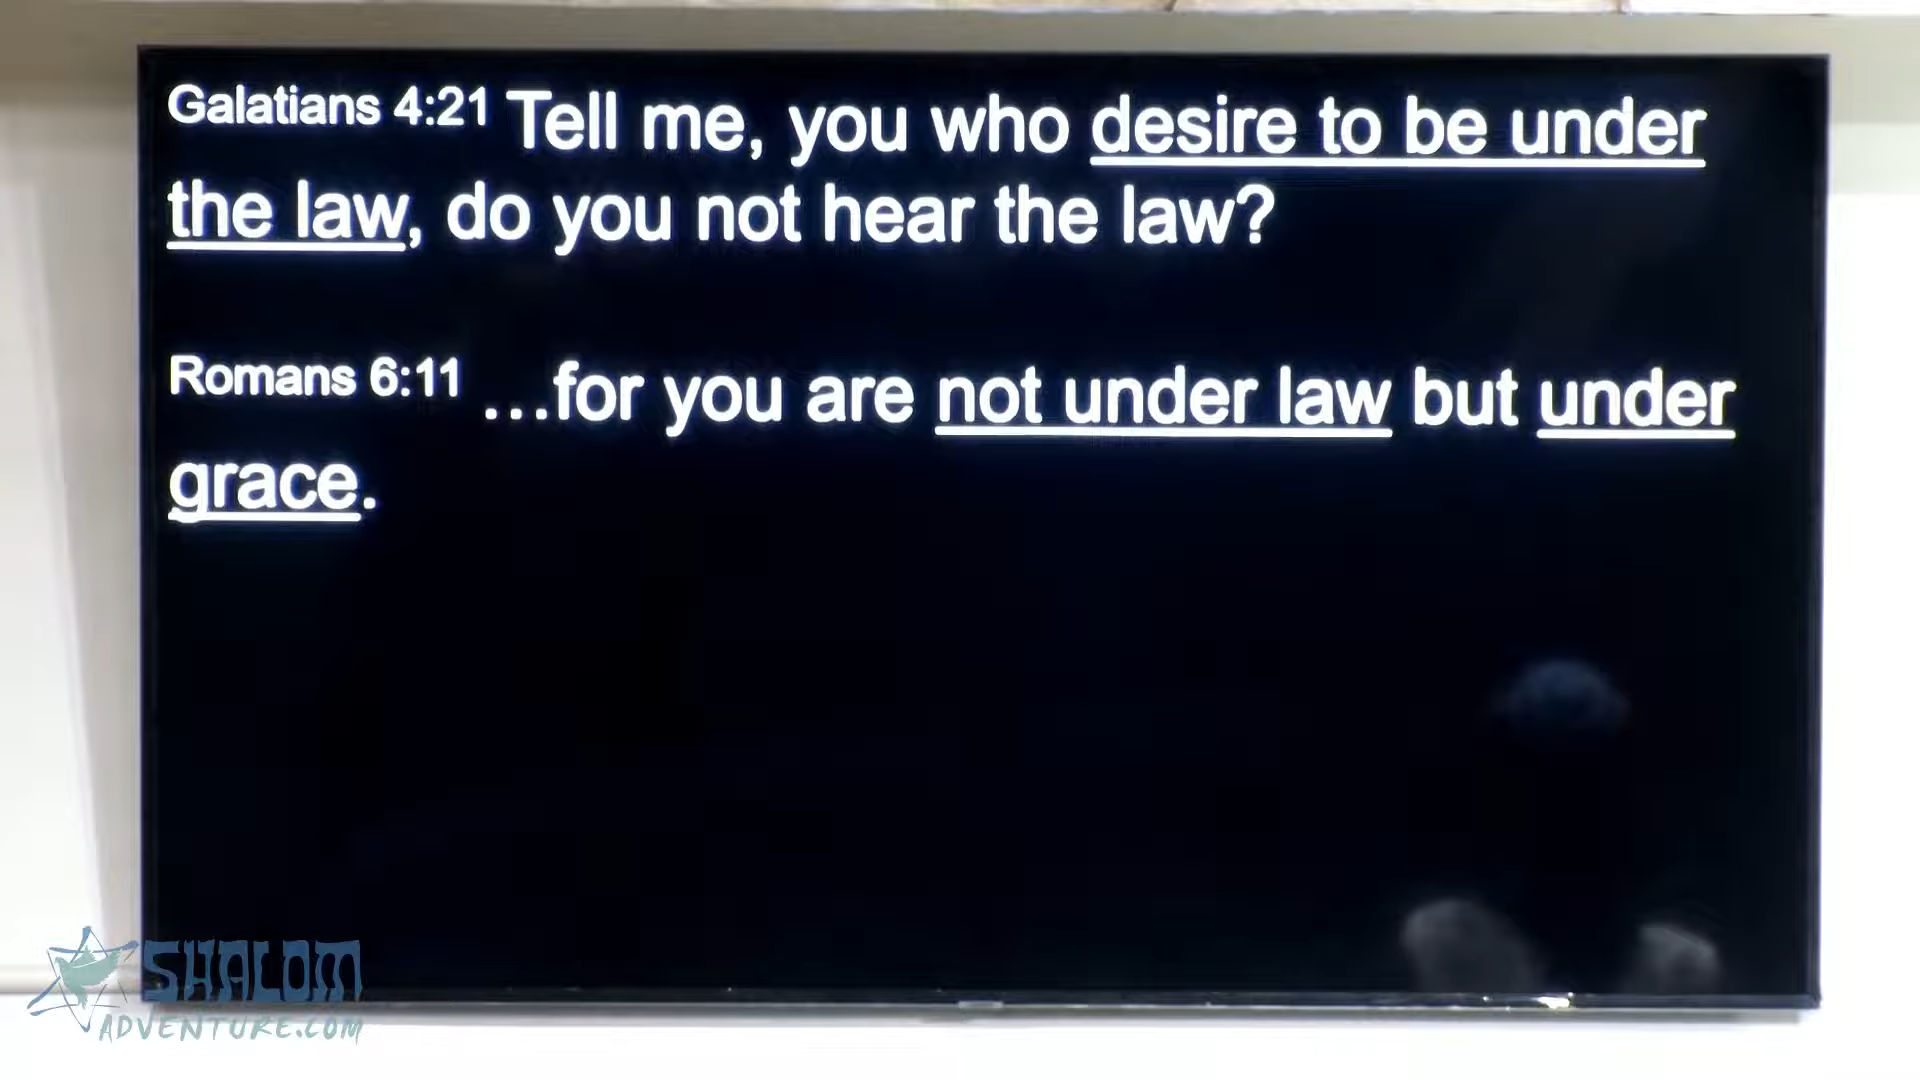 Galatians 4:21 Tell me, you who desire to be under
the law, do you not hear the law?
Romans 6:11 …for you are not under law but under
grace.
SHALOM
ADVENTURE.COM